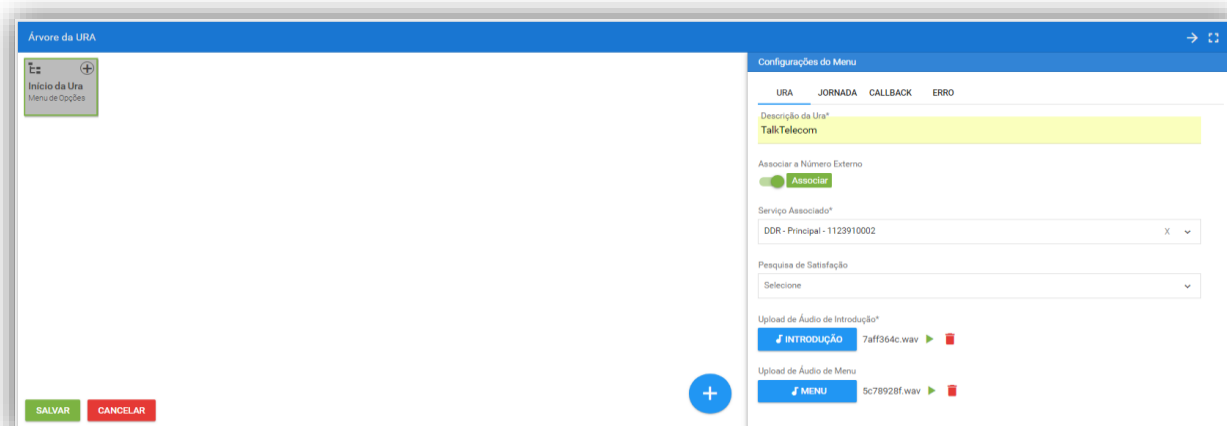 Árvore da URA
Início da Ura
Menu de Opções
SALVAR
CANCELAR
Configurações do Menu
URA JORNADA CALLBACK ERRO
Descrição da Ura*
TalkTelecom
Associar a Número Externo
Associar
Serviço Associado*
DDR - Principal - 1123910002 X
Pesquisa de Satisfação
Selecione
Upload de Áudio de Introdução*
INTRODUÇÃO 7aff364c.wav
Upload de Áudio de Menu
MENU 5c78928f.wav